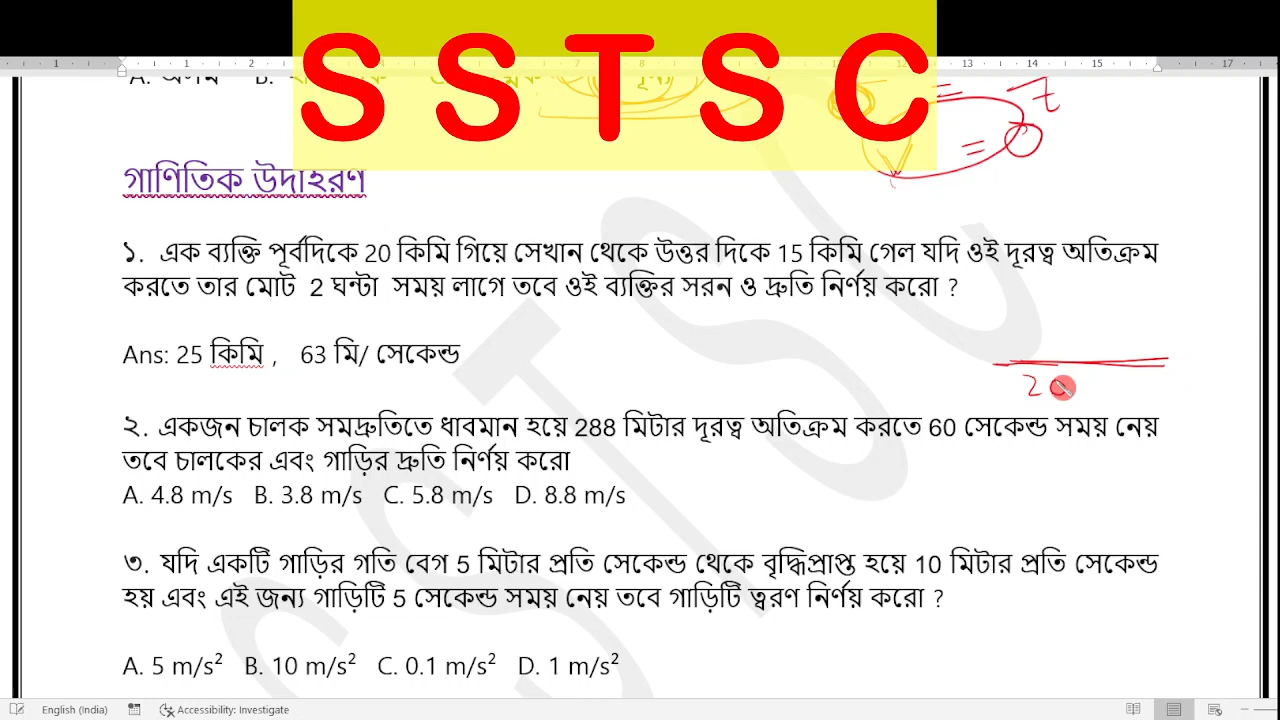 SSTSC
গাণিতিক উদাহরণ
১. এক ব্যক্তি পূর্বদিকে 20 কিমি গিয়ে সেখান থেকে উত্তর দিকে 15 কিমি গেল যদি ওই দূরত্ব অতিক্রম
করতে তার মোট 2 ঘন্টা সময় লাগে তবে ওই ব্যক্তির সরন ও দ্রুতি নির্ণয় করো ?
Ans: 25 কিমি , 63 মি/ সেকেন্ড
20
২. একজন চালক সমদ্রুতিতে ধাবমান হয়ে 288 মিটার দূরত্ব অতিক্রম করতে 60 সেকেন্ড সময় নেয়
তবে চালকের এবং গাড়ির দ্রুতি নির্ণয় করো
A. 4.8 m/s B. 3.8 m/s C. 5.8 m/s D. 8.8 m/s
৩. যদি একটি গাড়ির গতি বেগ 5 মিটার প্রতি সেকেন্ড থেকে বৃদ্ধিপ্রাপ্ত হয়ে 10 মিটার প্রতি সেকেন্ড
হয় এবং এই জন্য গাড়িটি 5 সেকেন্ড সময় নেয় তবে গাড়িটি ত্বরণ নির্ণয় করো ?
A. 5 m/s² B. 10 m/s² C. 0.1 m/s² D. 1 m/s²
English (India) Accessibility: Investigate